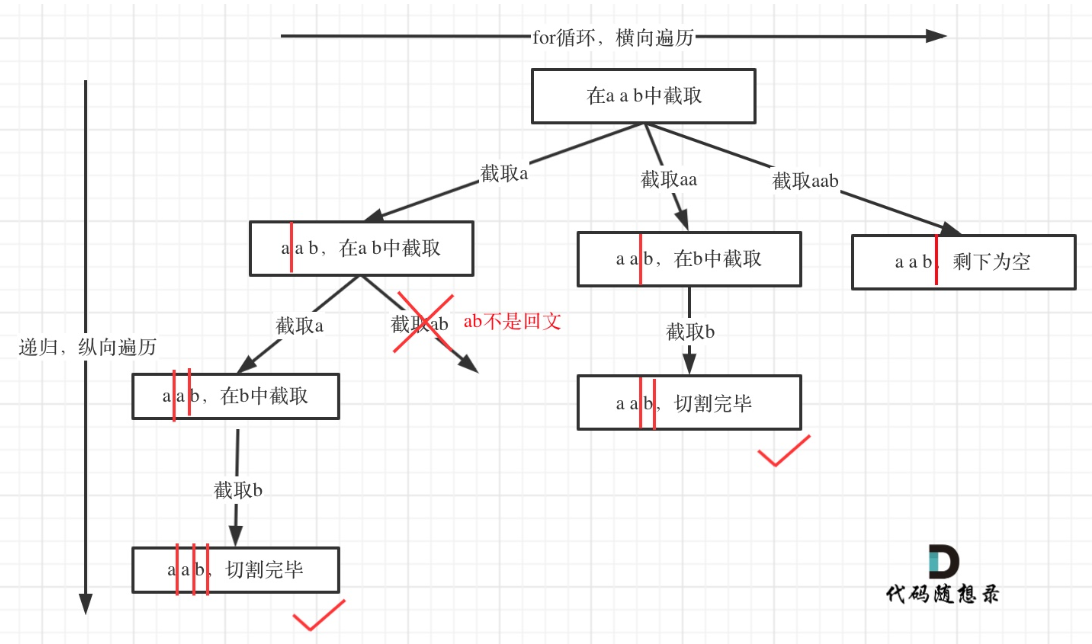 for循环，横向遍历
在a a b中截取
截取a
截取aa
截取aab
a a b，在a b中截取
a a b，在b中截取
a a b，剩下为空
截取a
截取ab
ab不是回文
截取b
递归，纵向遍历
a a b，在b中截取
a a b，切割完毕
截取b
a a b，切割完毕
代码随想录